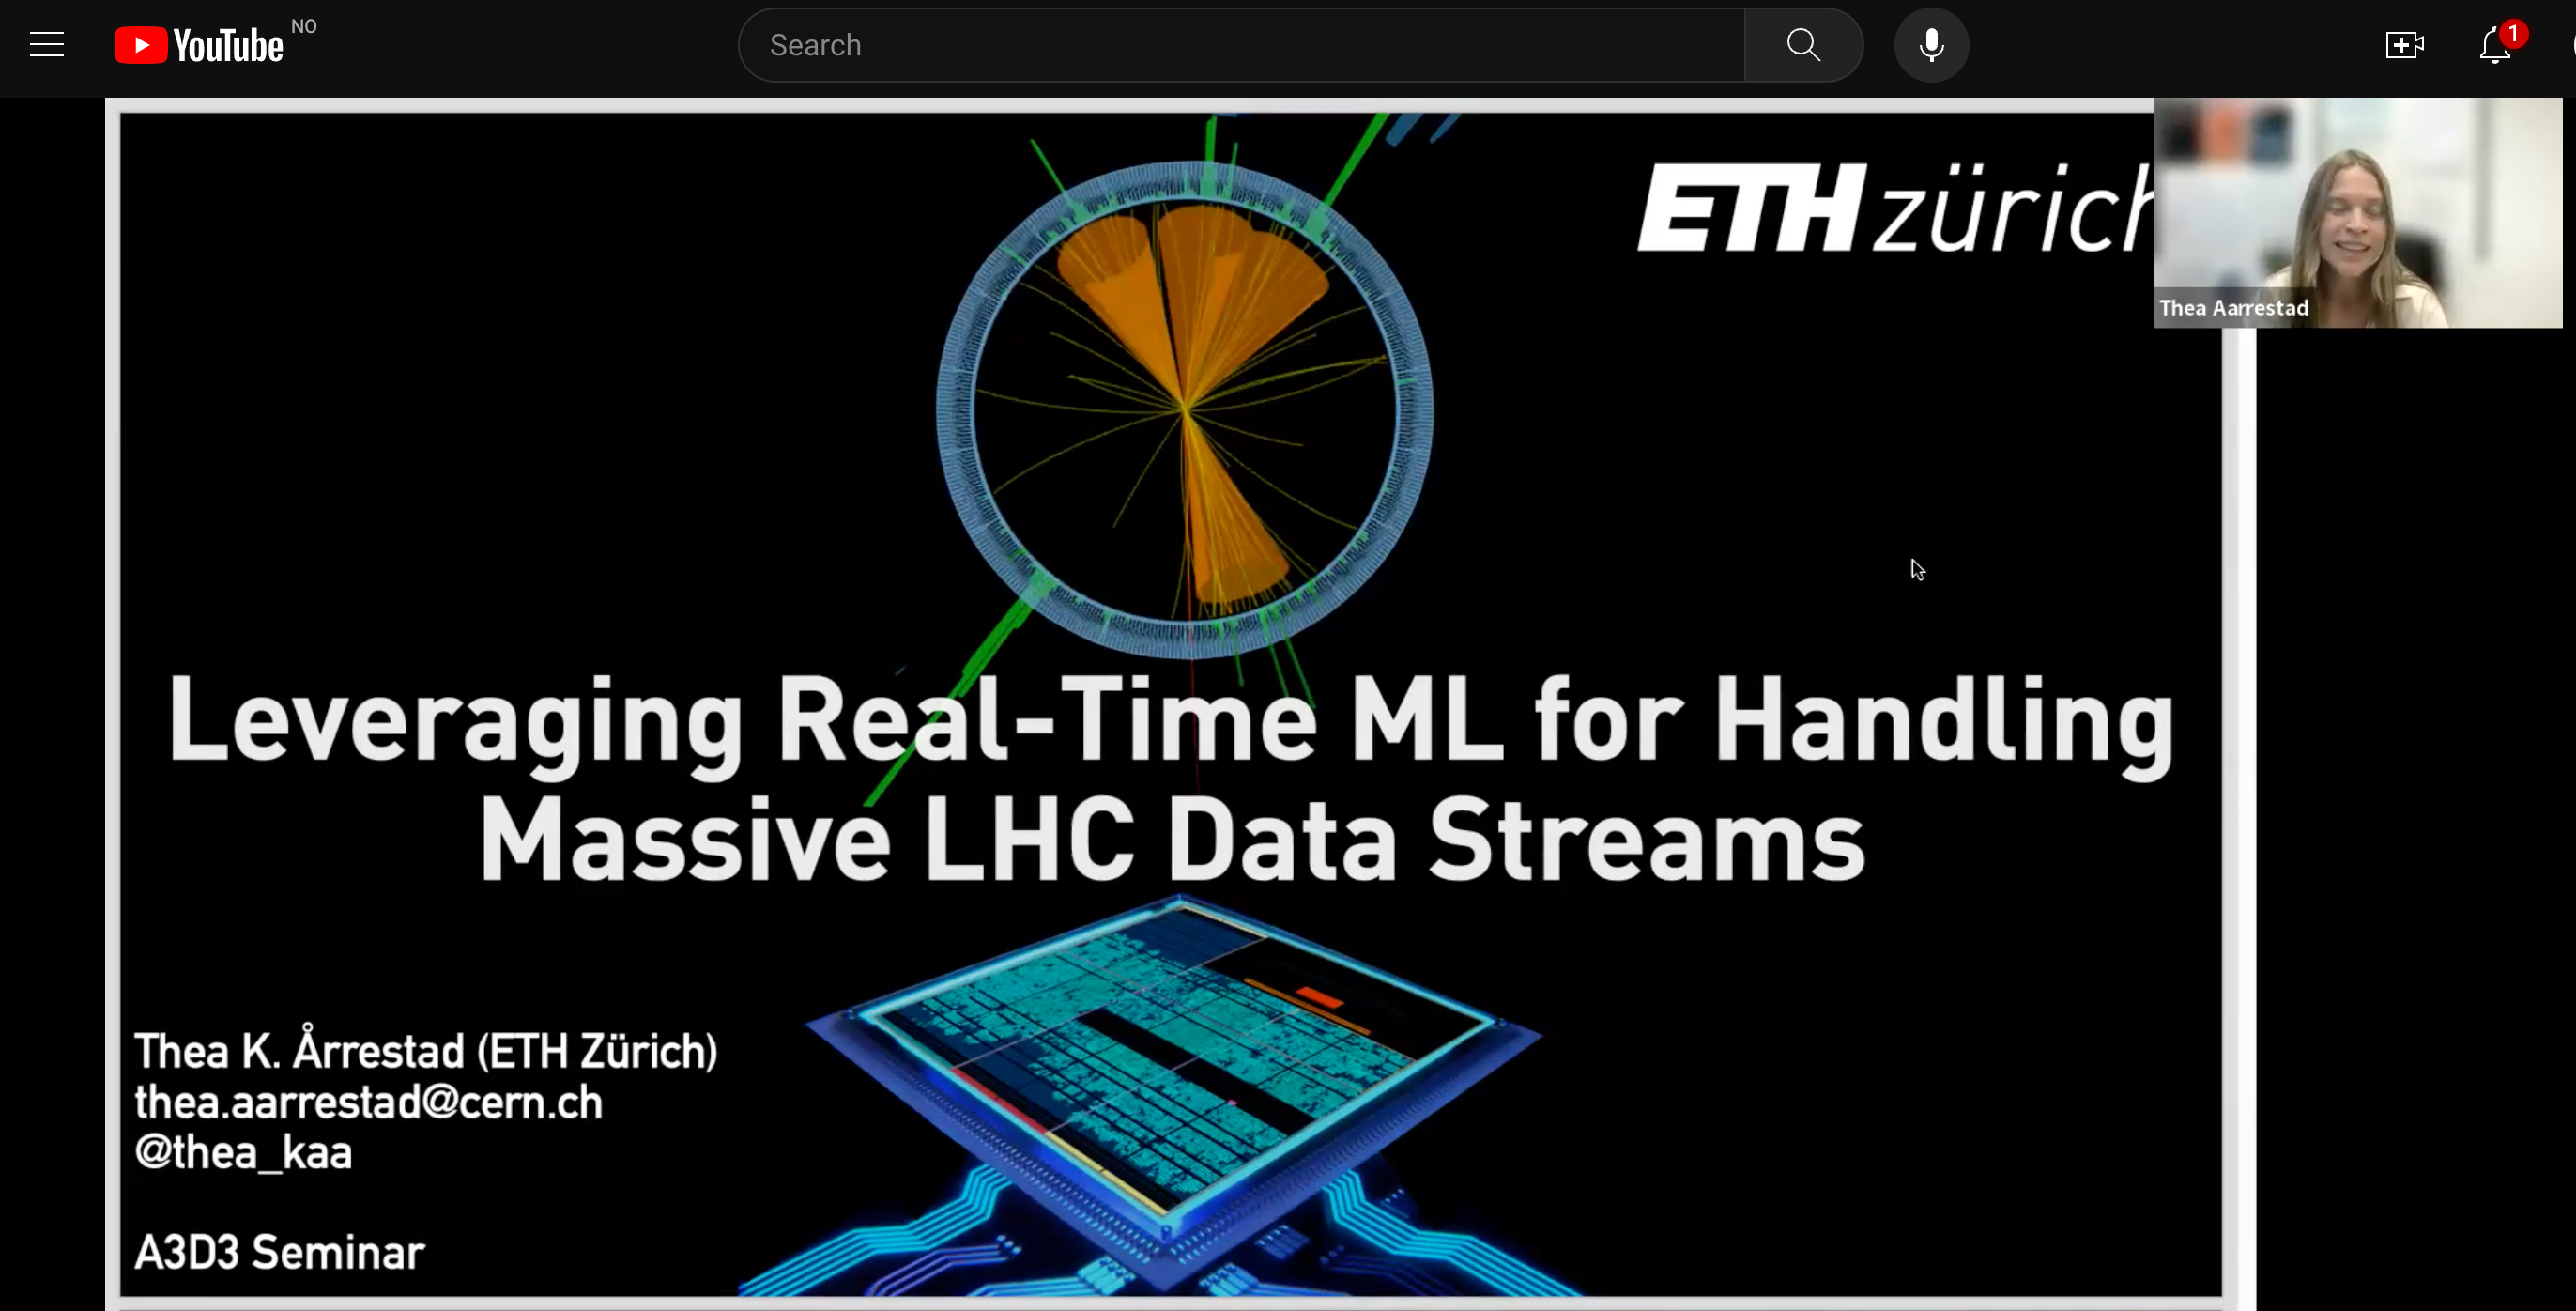 YouTube NO
Search
1
ETH zürich
Thea Aarrestad
Leveraging Real-Time ML for Handling
Massive LHC Data Streams
Thea K. Årrestad (ETH Zürich)
thea.aarrestad@cern.ch
@thea_kaa
A3D3 Seminar